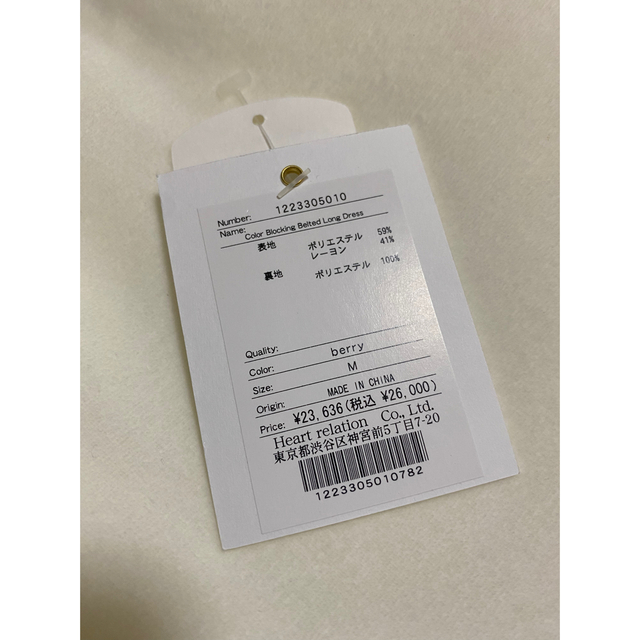 Number: 1223305010
Name: Color Blocking Belted Long Dress
表地 ポリエステル 59%
レーヨン 41%
裏地 ポリエステル 100%
Quality:
Color: berry
Size: M
Origin: MADE IN CHINA
Price: ¥23,636(税込 ¥26,000)
Heart relation Co., Ltd.
東京都渋谷区神宮前5丁目7-20
1223305010782